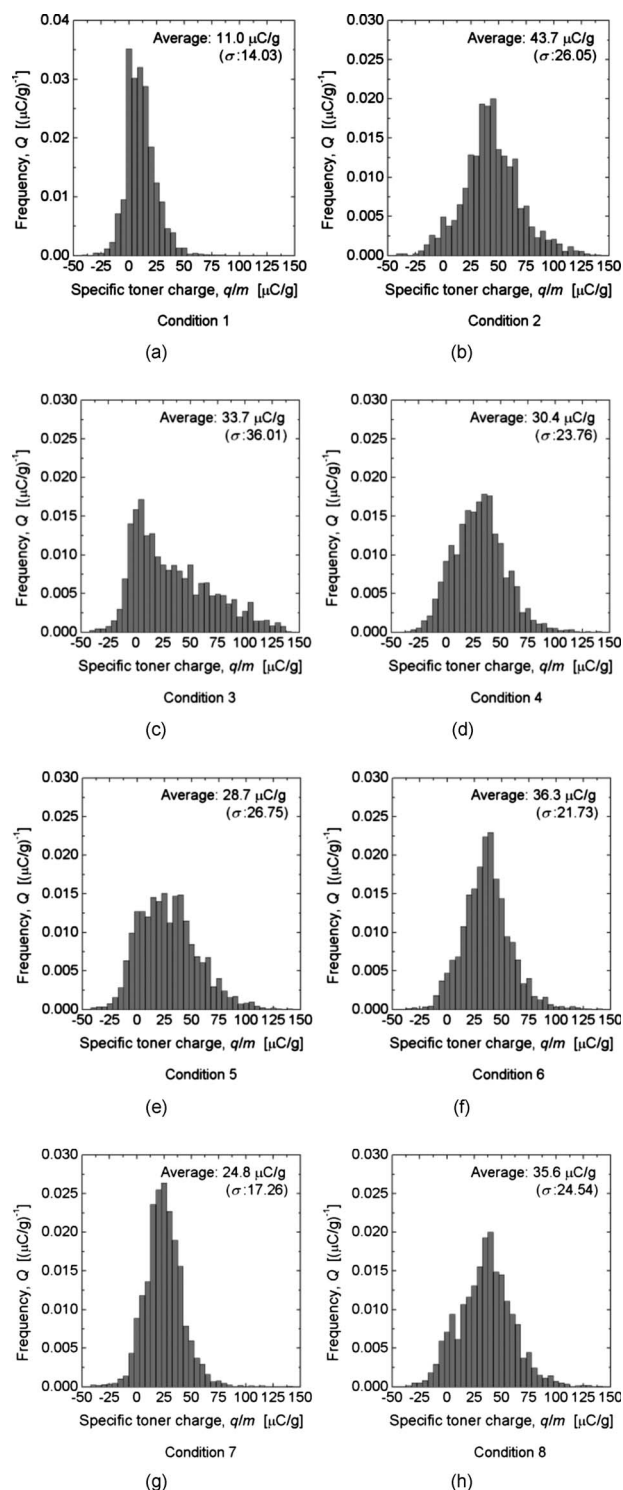 Average: 11.0 μC/g
(σ:14.03)
Frequency, Q [(μC/g)⁻¹]
0.04
0.03
0.02
0.01
0.00
-50 -25 0 25 50 75 100 125 150
Specific toner charge, q/m [μC/g]
Condition 1
(a)
Average: 43.7 μC/g
(σ:26.05)
Frequency, Q [(μC/g)⁻¹]
0.030
0.025
0.020
0.015
0.010
0.005
0.000
-50 -25 0 25 50 75 100 125 150
Specific toner charge, q/m [μC/g]
Condition 2
(b)
Average: 33.7 μC/g
(σ:36.01)
Frequency, Q [(μC/g)⁻¹]
0.030
0.025
0.020
0.015
0.010
0.005
0.000
-50 -25 0 25 50 75 100 125 150
Specific toner charge, q/m [μC/g]
Condition 3
(c)
Average: 30.4 μC/g
(σ:23.76)
Frequency, Q [(μC/g)⁻¹]
0.030
0.025
0.020
0.015
0.010
0.005
0.000
-50 -25 0 25 50 75 100 125 150
Specific toner charge, q/m [μC/g]
Condition 4
(d)
Average: 28.7 μC/g
(σ:26.75)
Frequency, Q [(μC/g)⁻¹]
0.030
0.025
0.020
0.015
0.010
0.005
0.000
-50 -25 0 25 50 75 100 125 150
Specific toner charge, q/m [μC/g]
Condition 5
(e)
Average: 36.3 μC/g
(σ:21.73)
Frequency, Q [(μC/g)⁻¹]
0.030
0.025
0.020
0.015
0.010
0.005
0.000
-50 -25 0 25 50 75 100 125 150
Specific toner charge, q/m [μC/g]
Condition 6
(f)
Average: 24.8 μC/g
(σ:17.26)
Frequency, Q [(μC/g)⁻¹]
0.030
0.025
0.020
0.015
0.010
0.005
0.000
-50 -25 0 25 50 75 100 125 150
Specific toner charge, q/m [μC/g]
Condition 7
(g)
Average: 35.6 μC/g
(σ:24.54)
Frequency, Q [(μC/g)⁻¹]
0.030
0.025
0.020
0.015
0.010
0.005
0.000
-50 -25 0 25 50 75 100 125 150
Specific toner charge, q/m [μC/g]
Condition 8
(h)